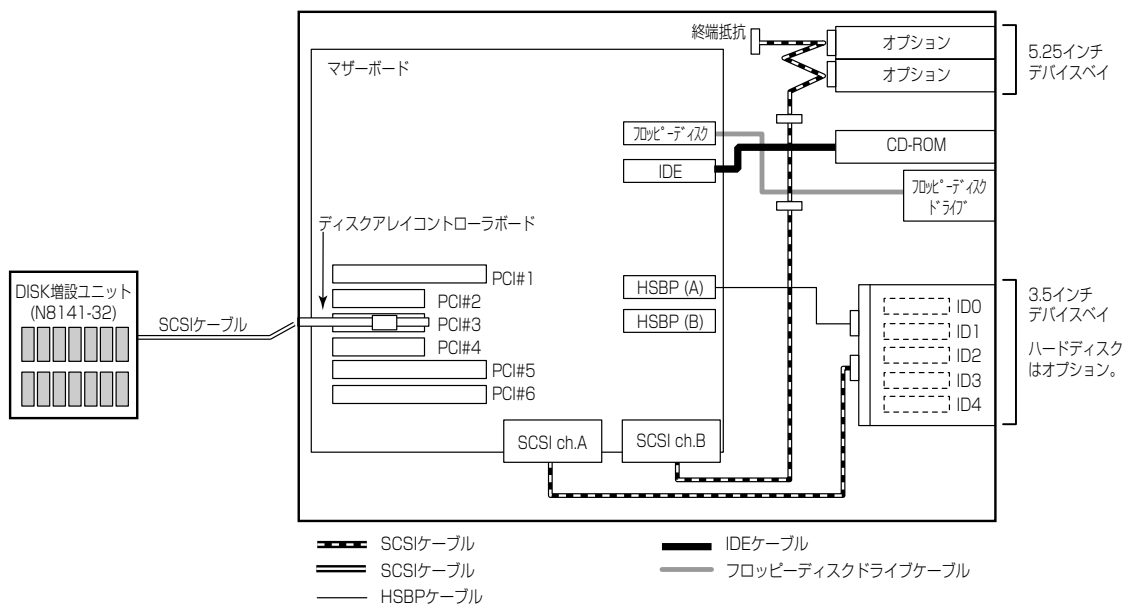 終端抵抗
オプション
オプション
5.25インチ
デバイスベイ
マザーボード
フロッピーディスク
IDE
CD-ROM
フロッピーディスク
ドライブ
ディスクアレイコントローラボード
DISK増設ユニット
(N8141-32)
SCSIケーブル
PCI#1
PCI#2
PCI#3
PCI#4
PCI#5
PCI#6
HSBP (A)
HSBP (B)
ID0
ID1
ID2
ID3
ID4
3.5インチ
デバイスベイ
ハードディスク
はオプション。
SCSI ch.A
SCSI ch.B
SCSIケーブル
SCSIケーブル
HSBPケーブル
IDEケーブル
フロッピーディスクドライブケーブル